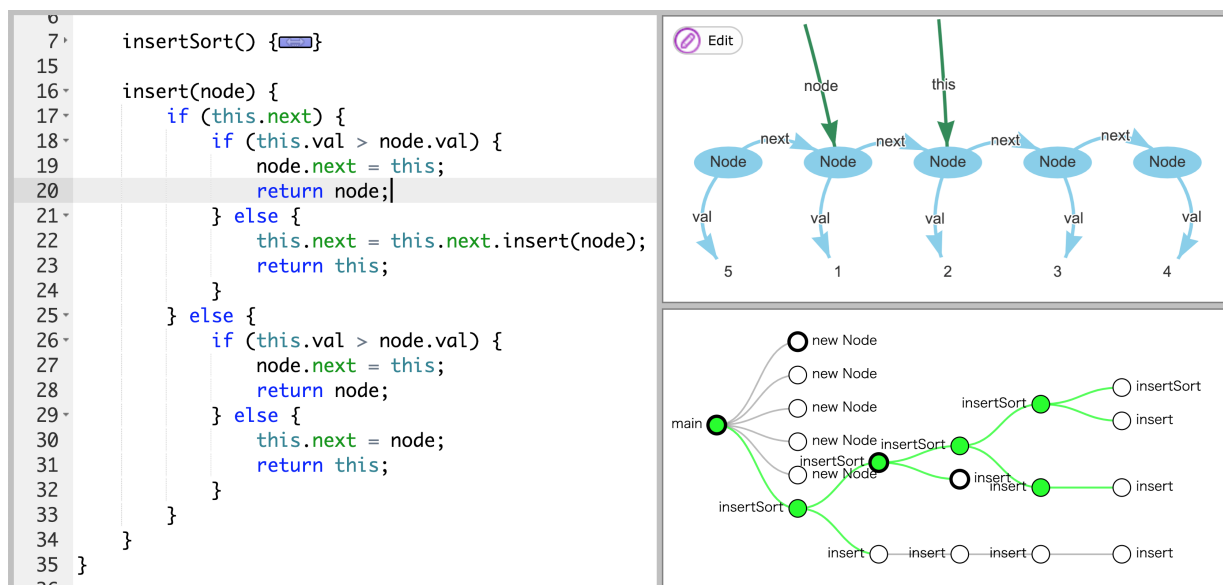 6
7 insertSort() {}
15
16 insert(node) {
17 if (this.next) {
18 if (this.val > node.val) {
19 node.next = this;
20 return node;
21 } else {
22 this.next = this.next.insert(node);
23 return this;
24 }
25 } else {
26 if (this.val > node.val) {
27 node.next = this;
28 return node;
29 } else {
30 this.next = node;
31 return this;
32 }
33 }
34 }
35 }
Edit
node this
next next next next
Node Node Node Node Node
val val val val val
5 1 2 3 4
new Node
new Node
insertSort
new Node
insertSort
insert
main
new Node
insertSort
insertSort
new Node
insert
insert
insert
insertSort
insert insert insert insert